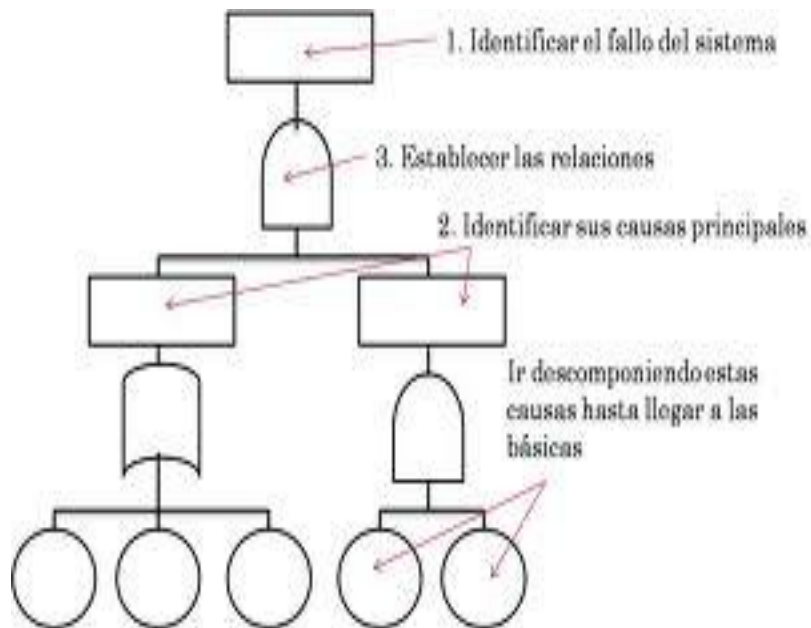 1. Identificar el fallo del sistema
3. Establecer las relaciones
2. Identificar sus causas principales
Ir descomponiendo estas
causas hasta llegar a las
básicas